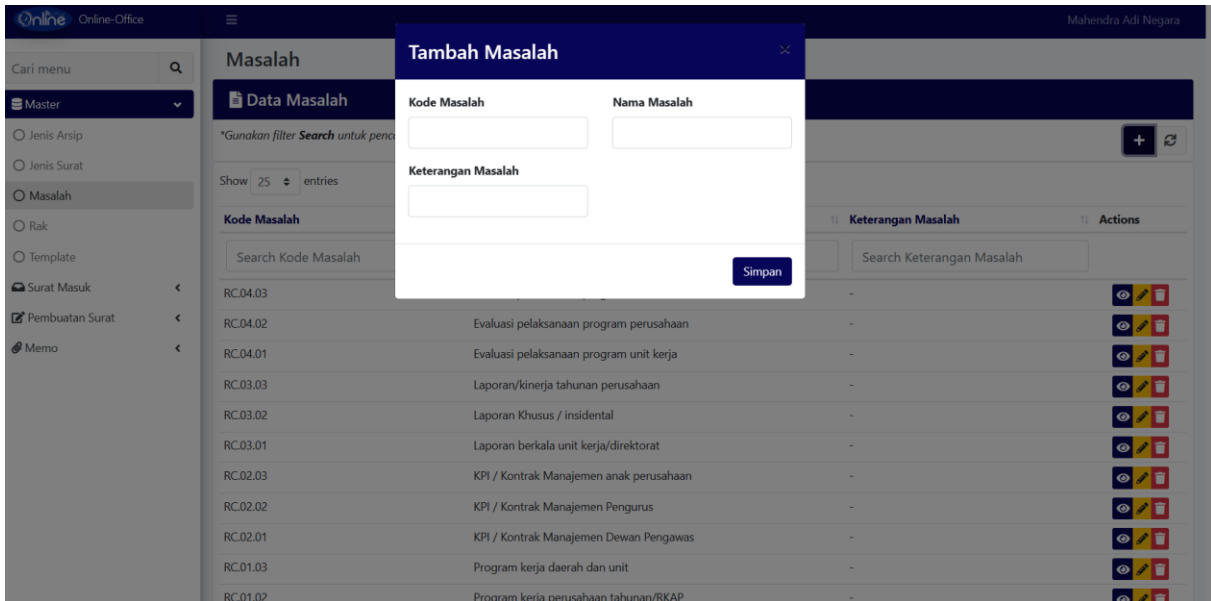 Online Online-Office
Mahendra Adi Negara
Cari menu
Master
Jenis Arsip
Jenis Surat
Masalah
Rak
Template
Surat Masuk
Pembuatan Surat
Memo
Masalah
Data Masalah
*Gunakan filter Search untuk
Show 25 entries
Kode Masalah
Keterangan Masalah
Actions
Search Kode Masalah
Search Keterangan Masalah
RC.04.03 -
RC.04.02 Evaluasi pelaksanaan program perusahaan -
RC.04.01 Evaluasi pelaksanaan program unit kerja -
RC.03.03 Laporan/kinerja tahunan perusahaan -
RC.03.02 Laporan Khusus / insidental -
RC.03.01 Laporan berkala unit kerja/direktorat -
RC.02.03 KPI / Kontrak Manajemen anak perusahaan -
RC.02.02 KPI / Kontrak Manajemen Pengurus -
RC.02.01 KPI / Kontrak Manajemen Dewan Pengawas -
RC.01.03 Program kerja daerah dan unit -
RC.01.02 Program kerja perusahaan tahunan/RKAP
Tambah Masalah
Kode Masalah
Nama Masalah
Keterangan Masalah
Simpan